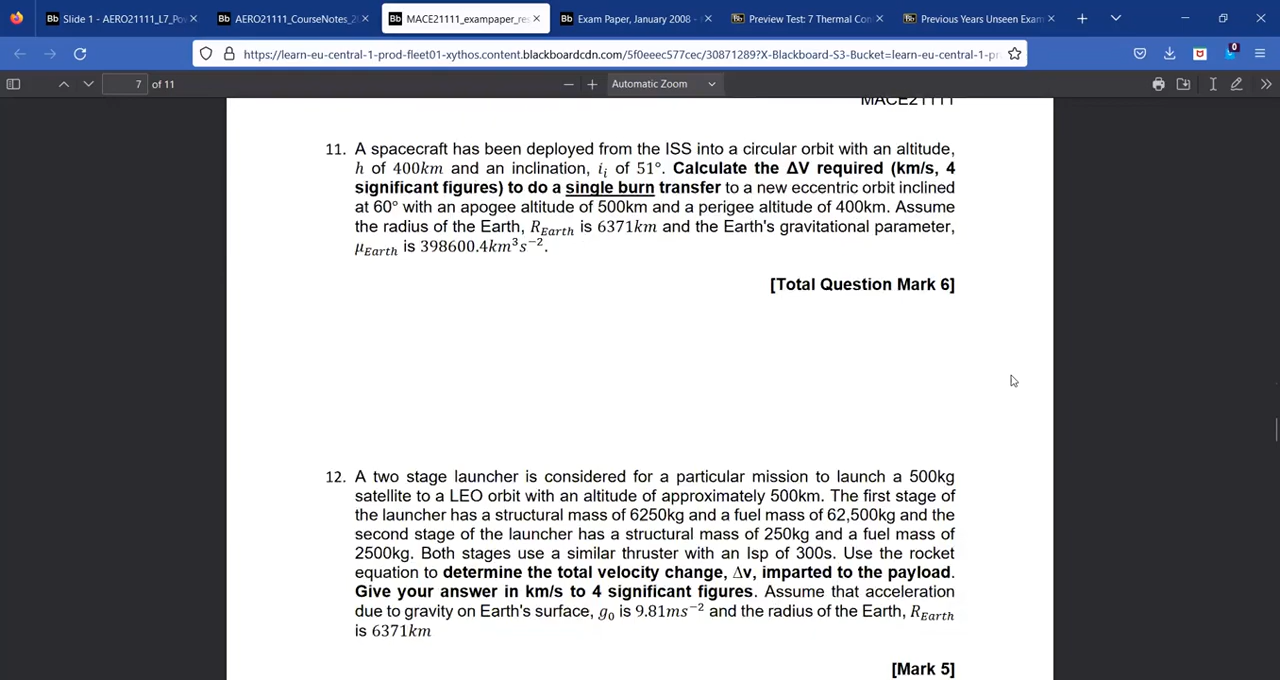 Slide 1 - AERO21111_L7_Po
AERO21111_CourseNotes_2
MACE21111_exampaper_re
Exam Paper, January 2008 -
Preview Test: 7 Thermal Con
Previous Years Unseen Exam
https://learn-eu-central-1-prod-fleet01-xythos.content.blackboardcdn.com/5f0eeec577cec/30871289?X-Blackboard-S3-Bucket=learn-eu-central-1-pr
0
7 of 11
Automatic Zoom
MACE21111
11. A spacecraft has been deployed from the ISS into a circular orbit with an altitude,
h of 400km and an inclination, iᵢ of 51°. Calculate the ΔV required (km/s, 4
significant figures) to do a single burn transfer to a new eccentric orbit inclined
at 60° with an apogee altitude of 500km and a perigee altitude of 400km. Assume
the radius of the Earth, R_Earth is 6371km and the Earth's gravitational parameter,
μ_Earth is 398600.4km³s⁻².
[Total Question Mark 6]
12. A two stage launcher is considered for a particular mission to launch a 500kg
satellite to a LEO orbit with an altitude of approximately 500km. The first stage of
the launcher has a structural mass of 6250kg and a fuel mass of 62,500kg and the
second stage of the launcher has a structural mass of 250kg and a fuel mass of
2500kg. Both stages use a similar thruster with an Isp of 300s. Use the rocket
equation to determine the total velocity change, Δv, imparted to the payload.
Give your answer in km/s to 4 significant figures. Assume that acceleration
due to gravity on Earth's surface, g₀ is 9.81ms⁻² and the radius of the Earth, R_Earth
is 6371km
[Mark 5]